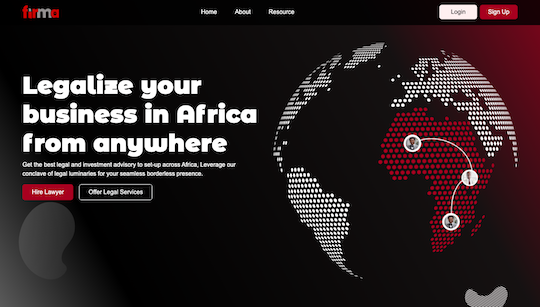 firma
Home About Resource
Login Sign Up
Legalize your
business in Africa
from anywhere
Get the best legal and investment advisory to set-up across Africa, Leverage our
conclave of legal luminaries for your seamless borderless presence.
Hire Lawyer Offer Legal Services